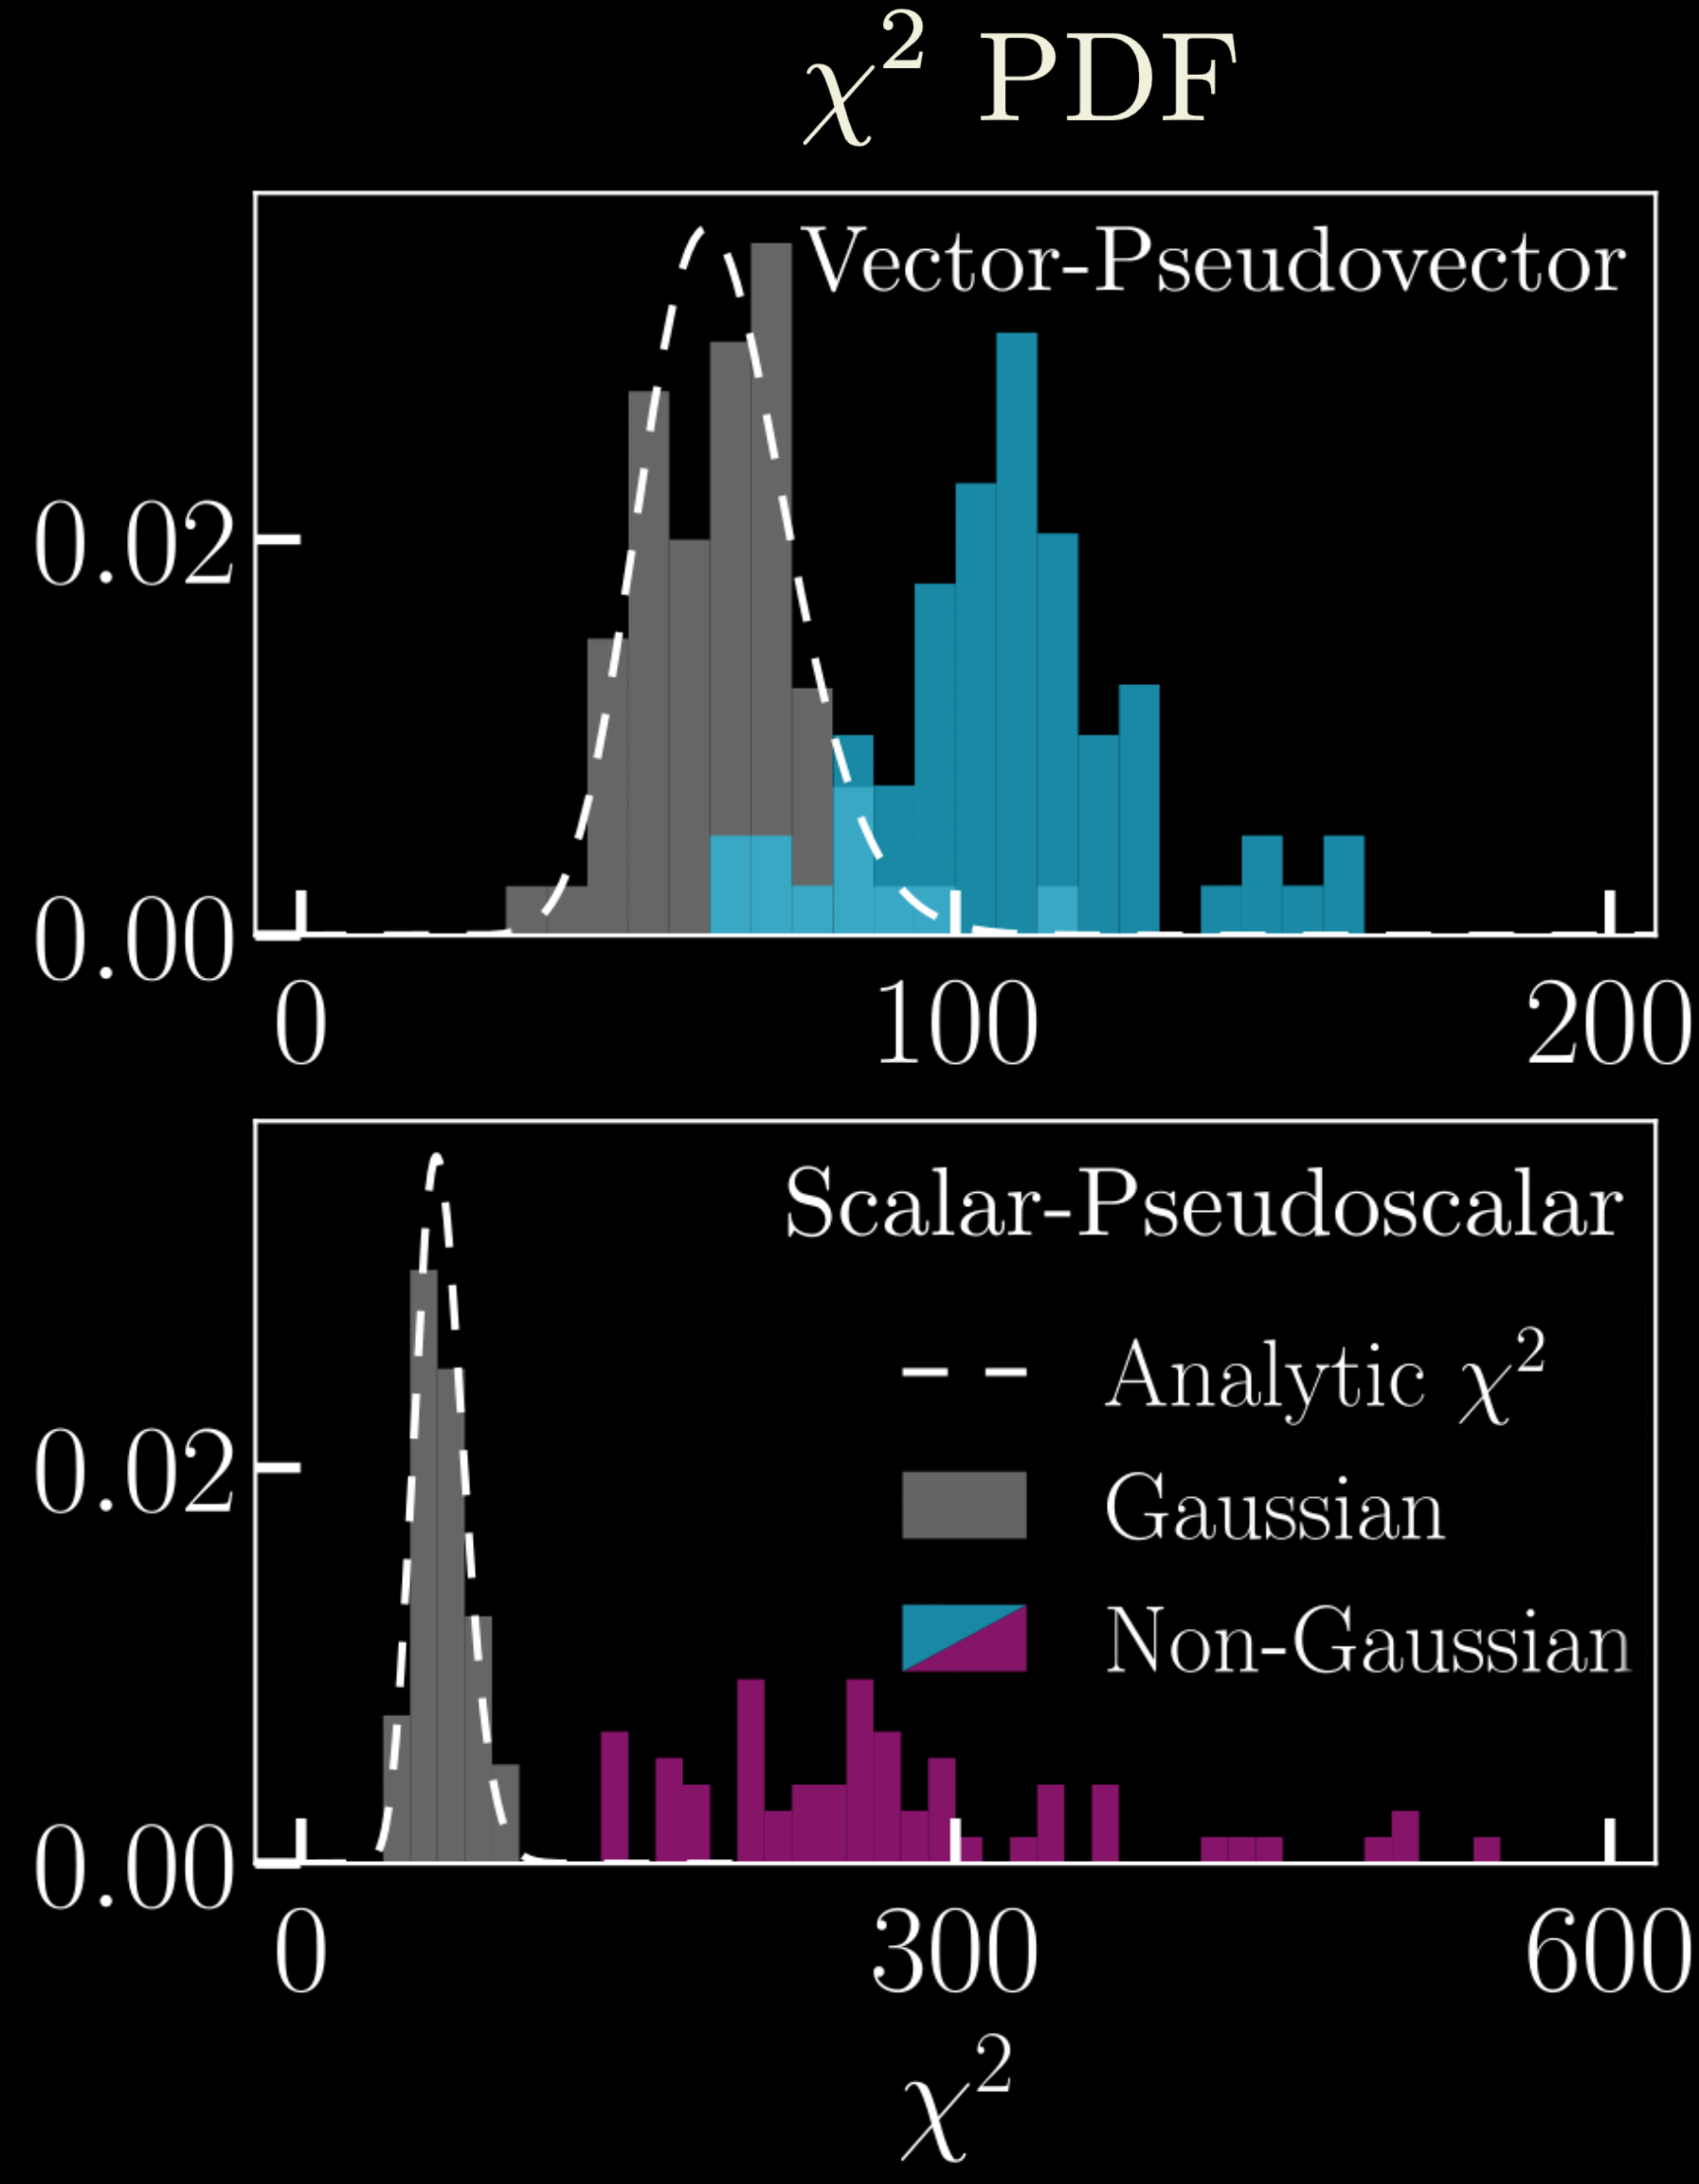 χ² PDF
Vector-Pseudovector
0.02
0.00
0 100 200
Scalar-Pseudoscalar
Analytic χ²
0.02
Gaussian
Non-Gaussian
0.00
0 300 600
χ²